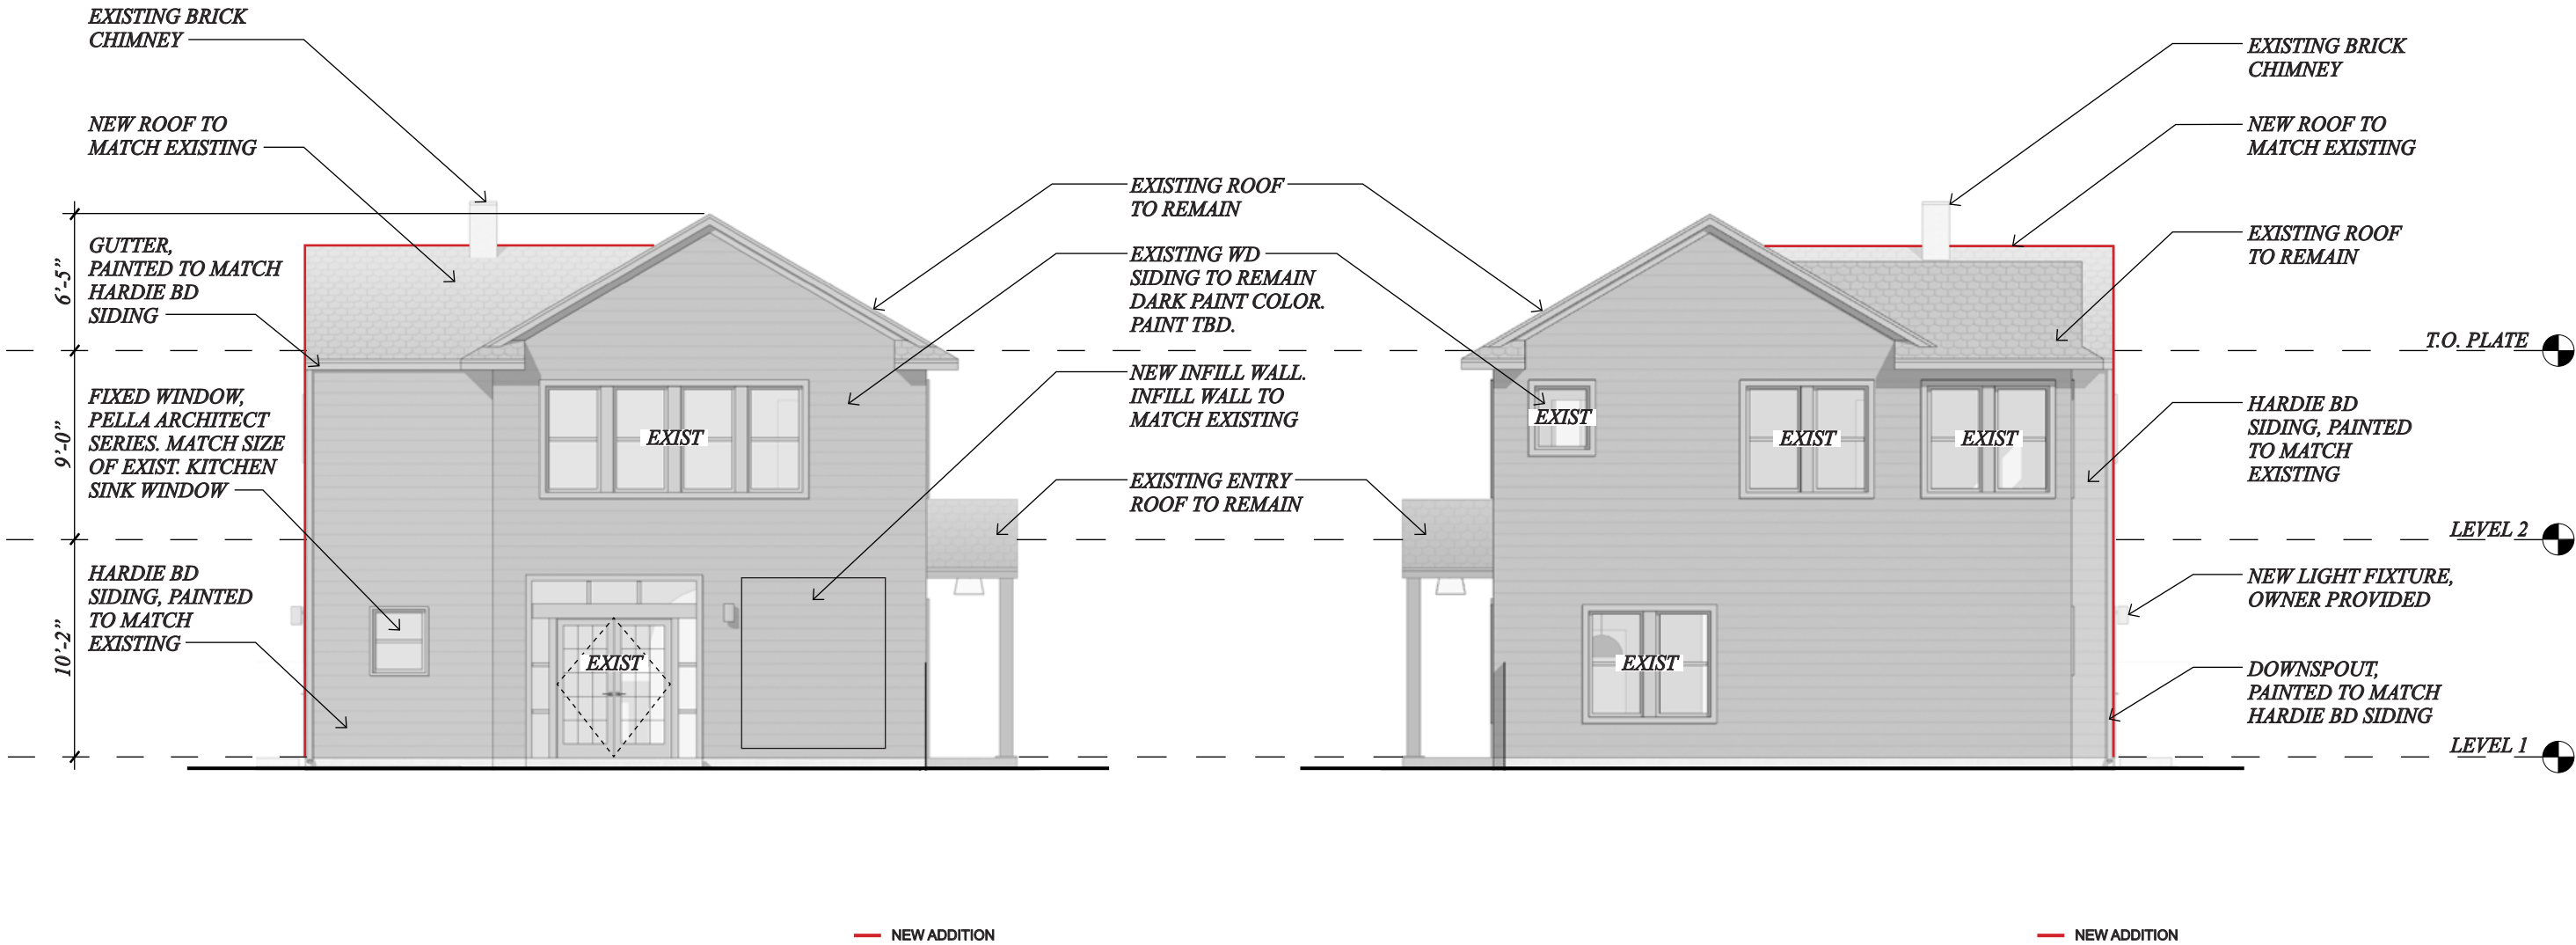 EXISTING BRICK
CHIMNEY
NEW ROOF TO
MATCH EXISTING
GUTTER,
PAINTED TO MATCH
HARDIE BD
SIDING
FIXED WINDOW,
PELLA ARCHITECT
SERIES. MATCH SIZE
OF EXIST. KITCHEN
SINK WINDOW
HARDIE BD
SIDING, PAINTED
TO MATCH
EXISTING
6'-5"
9'-0"
10'-2"
EXIST
EXIST
EXISTING ROOF
TO REMAIN
EXISTING WD
SIDING TO REMAIN
DARK PAINT COLOR.
PAINT TBD.
NEW INFILL WALL.
INFILL WALL TO
MATCH EXISTING
EXISTING ENTRY
ROOF TO REMAIN
EXIST
EXIST
EXIST
EXIST
EXISTING BRICK
CHIMNEY
NEW ROOF TO
MATCH EXISTING
EXISTING ROOF
TO REMAIN
T.O. PLATE
HARDIE BD
SIDING, PAINTED
TO MATCH
EXISTING
LEVEL 2
NEW LIGHT FIXTURE,
OWNER PROVIDED
DOWNSPOUT,
PAINTED TO MATCH
HARDIE BD SIDING
LEVEL 1
NEW ADDITION
NEW ADDITION